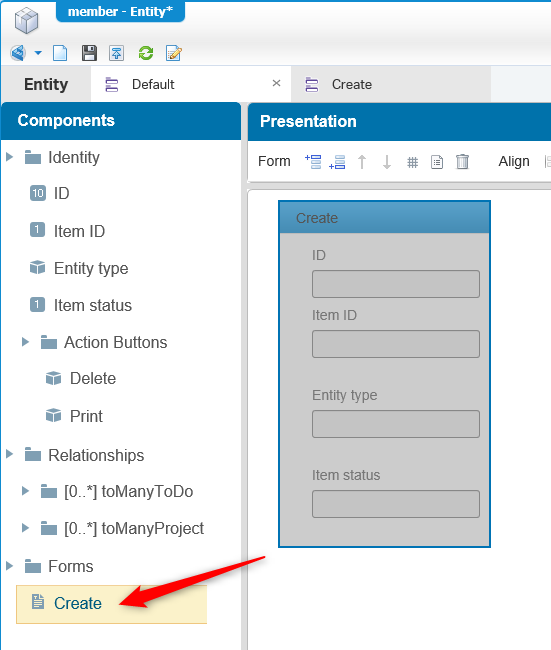 member - Entity*
Entity
Default
×
Create
Components
Presentation
Identity
Form
Align
10 ID
1 Item ID
Entity type
1 Item status
Action Buttons
Delete
Print
Relationships
[0..*] toManyToDo
[0..*] toManyProject
Forms
Create
Create
ID
Item ID
Entity type
Item status